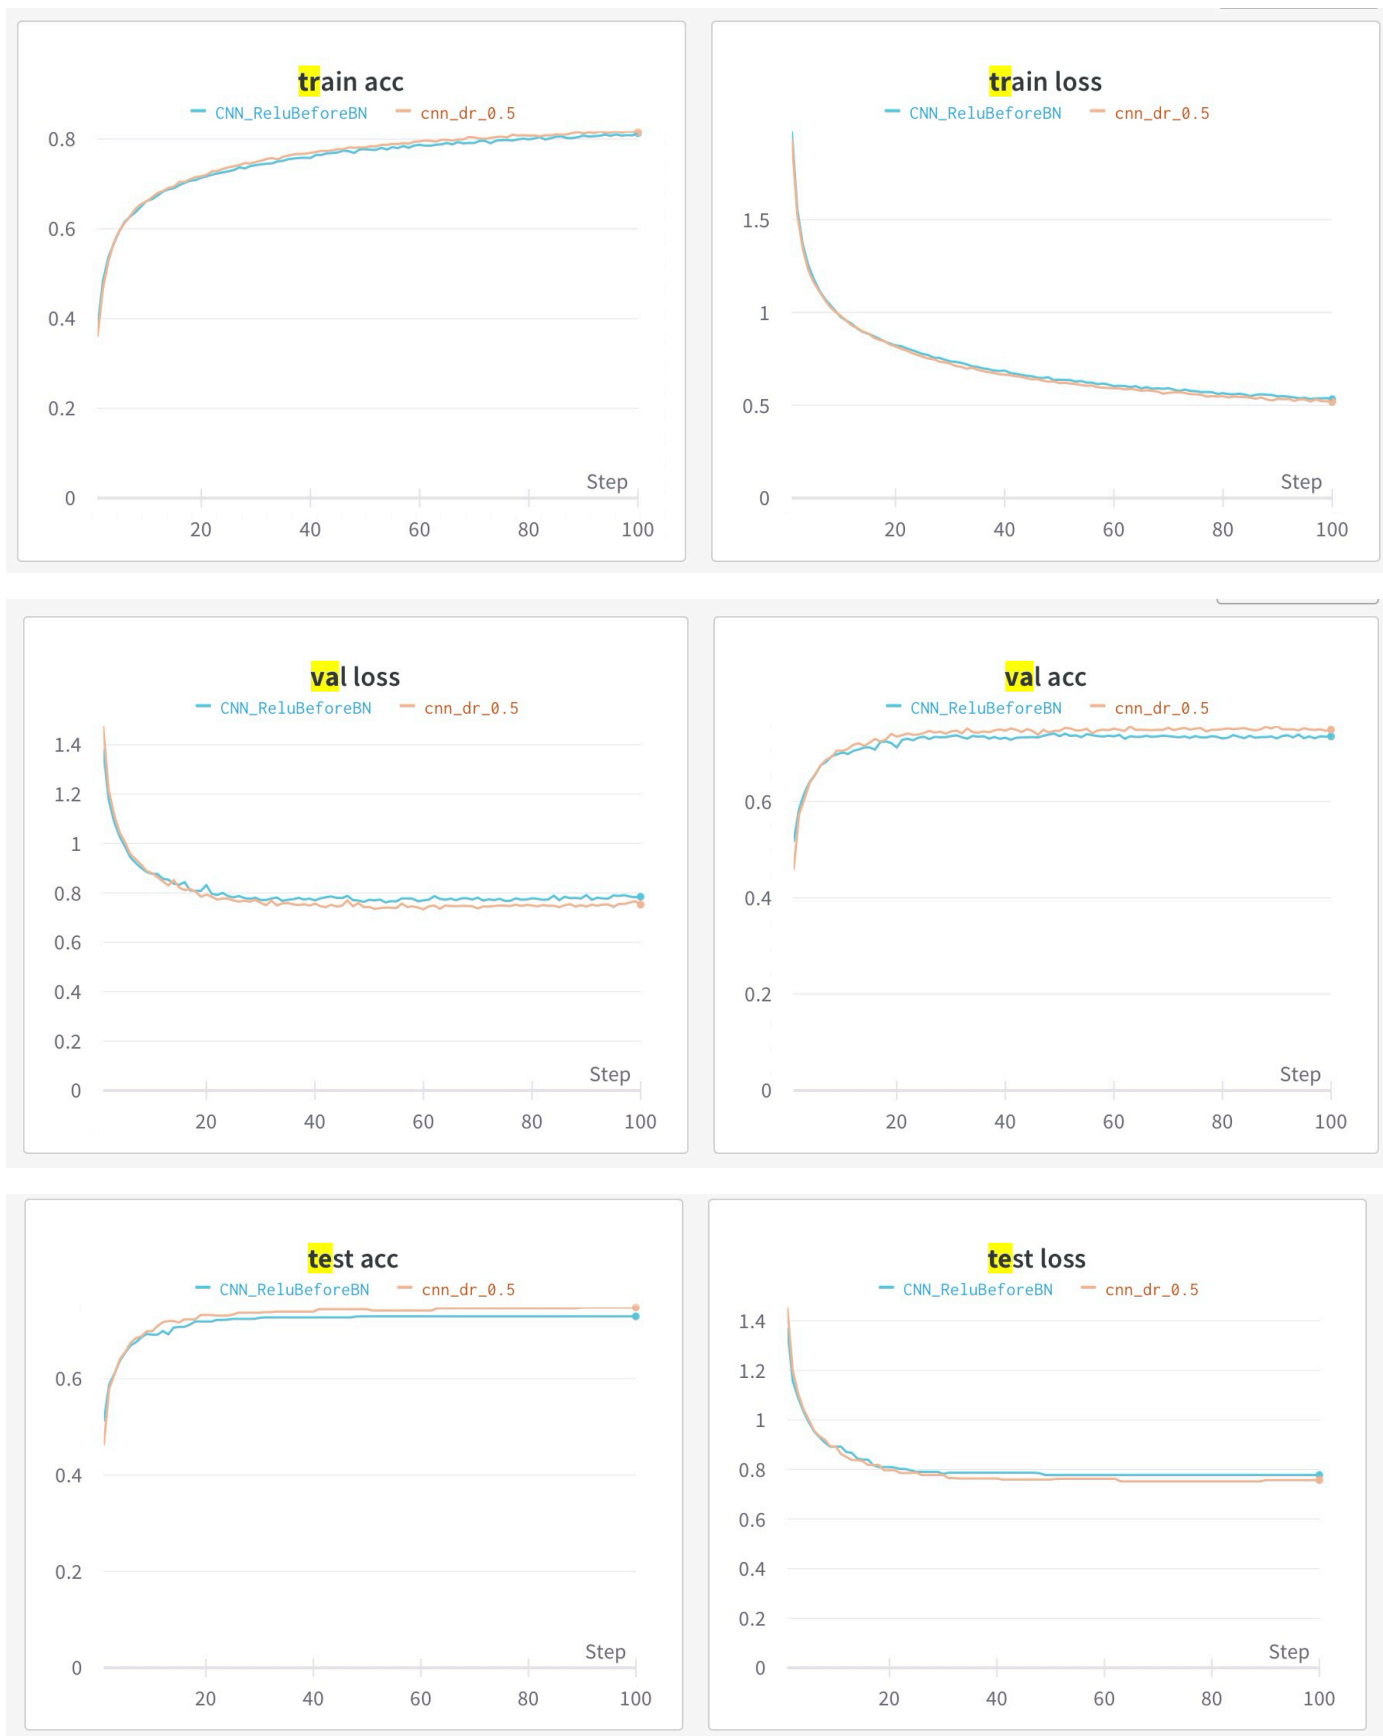 train acc
CNN_ReluBeforeBN cnn_dr_0.5
0.8
0.6
0.4
0.2
0
Step
20 40 60 80 100
train loss
CNN_ReluBeforeBN cnn_dr_0.5
1.5
1
0.5
0
Step
20 40 60 80 100
val loss
CNN_ReluBeforeBN cnn_dr_0.5
1.4
1.2
1
0.8
0.6
0.4
0.2
0
Step
20 40 60 80 100
val acc
CNN_ReluBeforeBN cnn_dr_0.5
0.6
0.4
0.2
0
Step
20 40 60 80 100
test acc
CNN_ReluBeforeBN cnn_dr_0.5
0.6
0.4
0.2
0
Step
20 40 60 80 100
test loss
CNN_ReluBeforeBN cnn_dr_0.5
1.4
1.2
1
0.8
0.6
0.4
0.2
0
Step
20 40 60 80 100